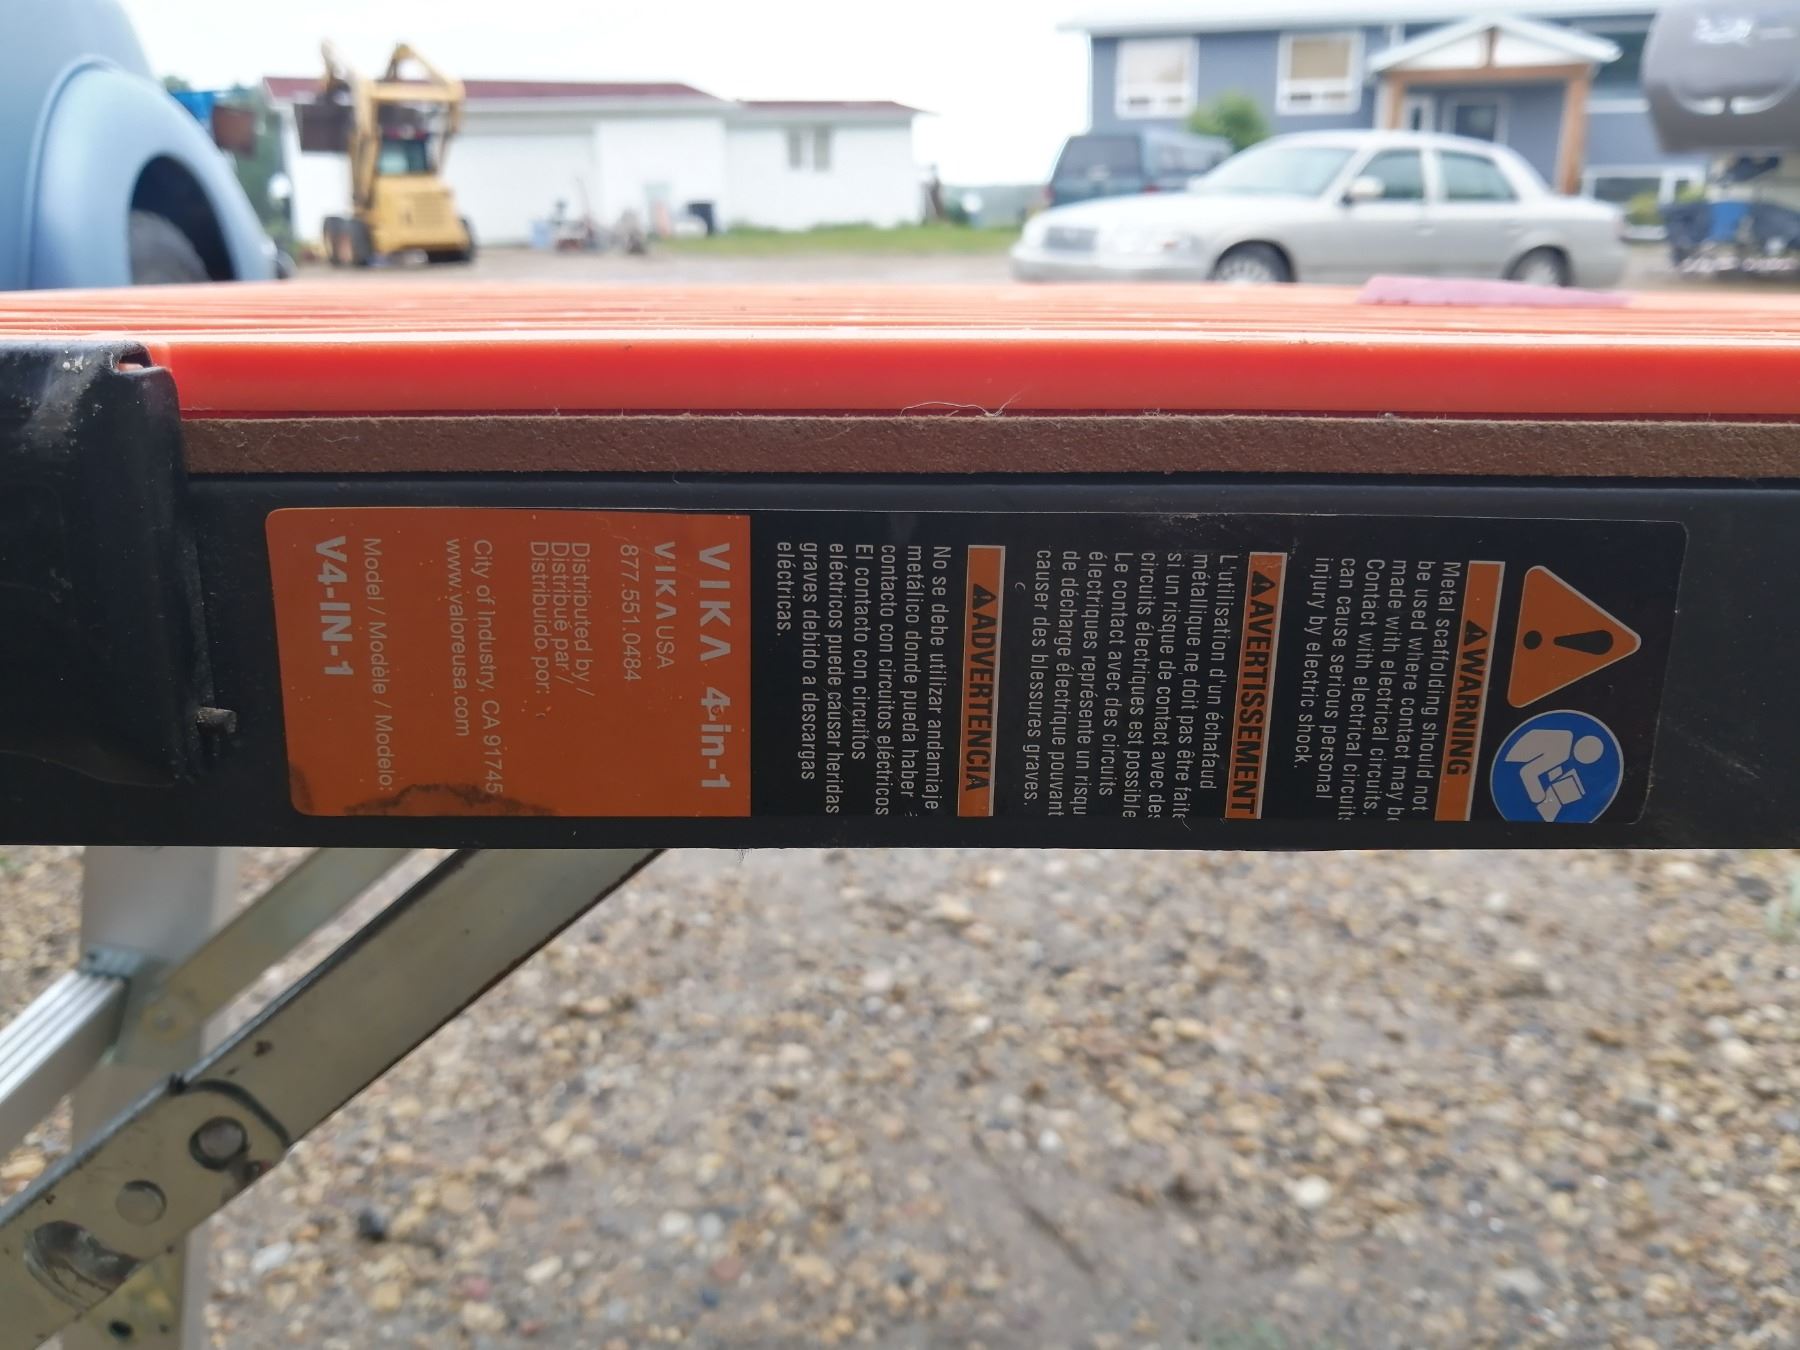 WARNING
Metal scaffolding should not
be used where contact may be
made with electrical circuits.
Contact with electrical circuits
can cause serious personal
injury by electric shock.
AVERTISSEMENT
L'utilisation d'un échafaud
métallique ne doit pas être faite
si un risque de contact avec des
circuits électriques est possible
Le contact avec des circuits
électriques représente un risqu
de décharge électrique pouvant
causer des blessures graves.
ADVERTENCIA
No se debe utilizar andamiaje
metálico donde pueda haber
contacto con circuitos eléctricos
El contacto con circuitos
eléctricos puede causar heridas
graves debido a descargas
eléctricas.
VIKA 4-in-1
VIKAUSA
877.551.0484
Distributed by /
Distribué par /
Distribuido por:
City of Industry, CA 91745
www.valoreusa.com
Model / Modèle / Modelo:
V4-IN-1